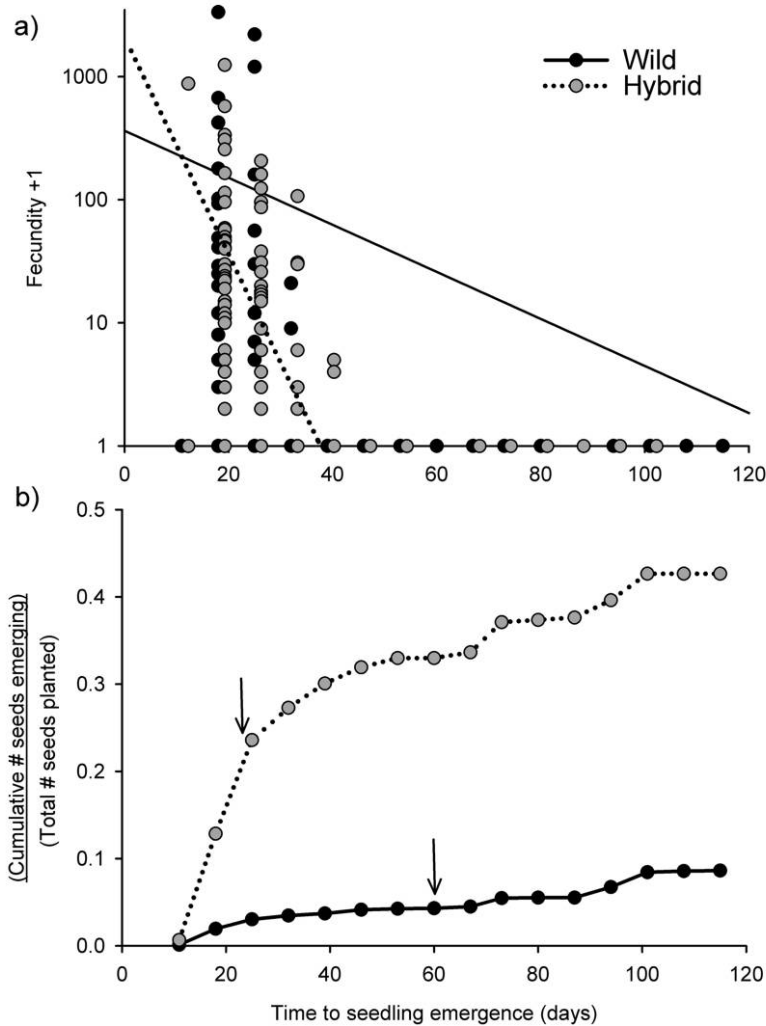 a)
Wild
Hybrid
Fecundity +1
1000
100
10
1
0 20 40 60 80 100 120
b)
(Cumulative # seeds emerging)
(Total # seeds planted)
0.5
0.4
0.3
0.2
0.1
0.0
0 20 40 60 80 100 120
Time to seedling emergence (days)